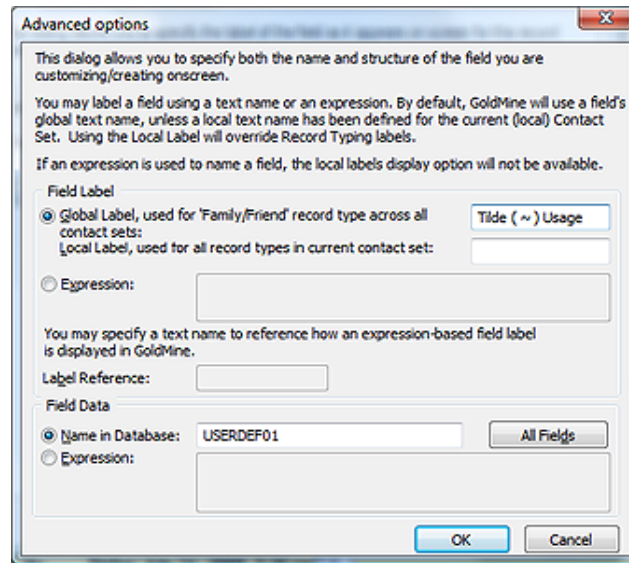 Advanced options
This dialog allows you to specify both the name and structure of the field you are
customizing/creating onscreen.
You may label a field using a text name or an expression. By default, GoldMine will use a field's
global text name, unless a local text name has been defined for the current (local) Contact
Set. Using the Local Label will override Record Typing labels.
If an expression is used to name a field, the local labels display option will not be available.
Field Label
Global Label, used for 'Family/Friend' record type across all
contact sets:
Tilde ( ~ ) Usage
Local Label, used for all record types in current contact set:
Expression:
You may specify a text name to reference how an expression-based field label
is displayed in GoldMine.
Label Reference:
Field Data
Name in Database: USERDEF01 All Fields
Expression:
OK Cancel